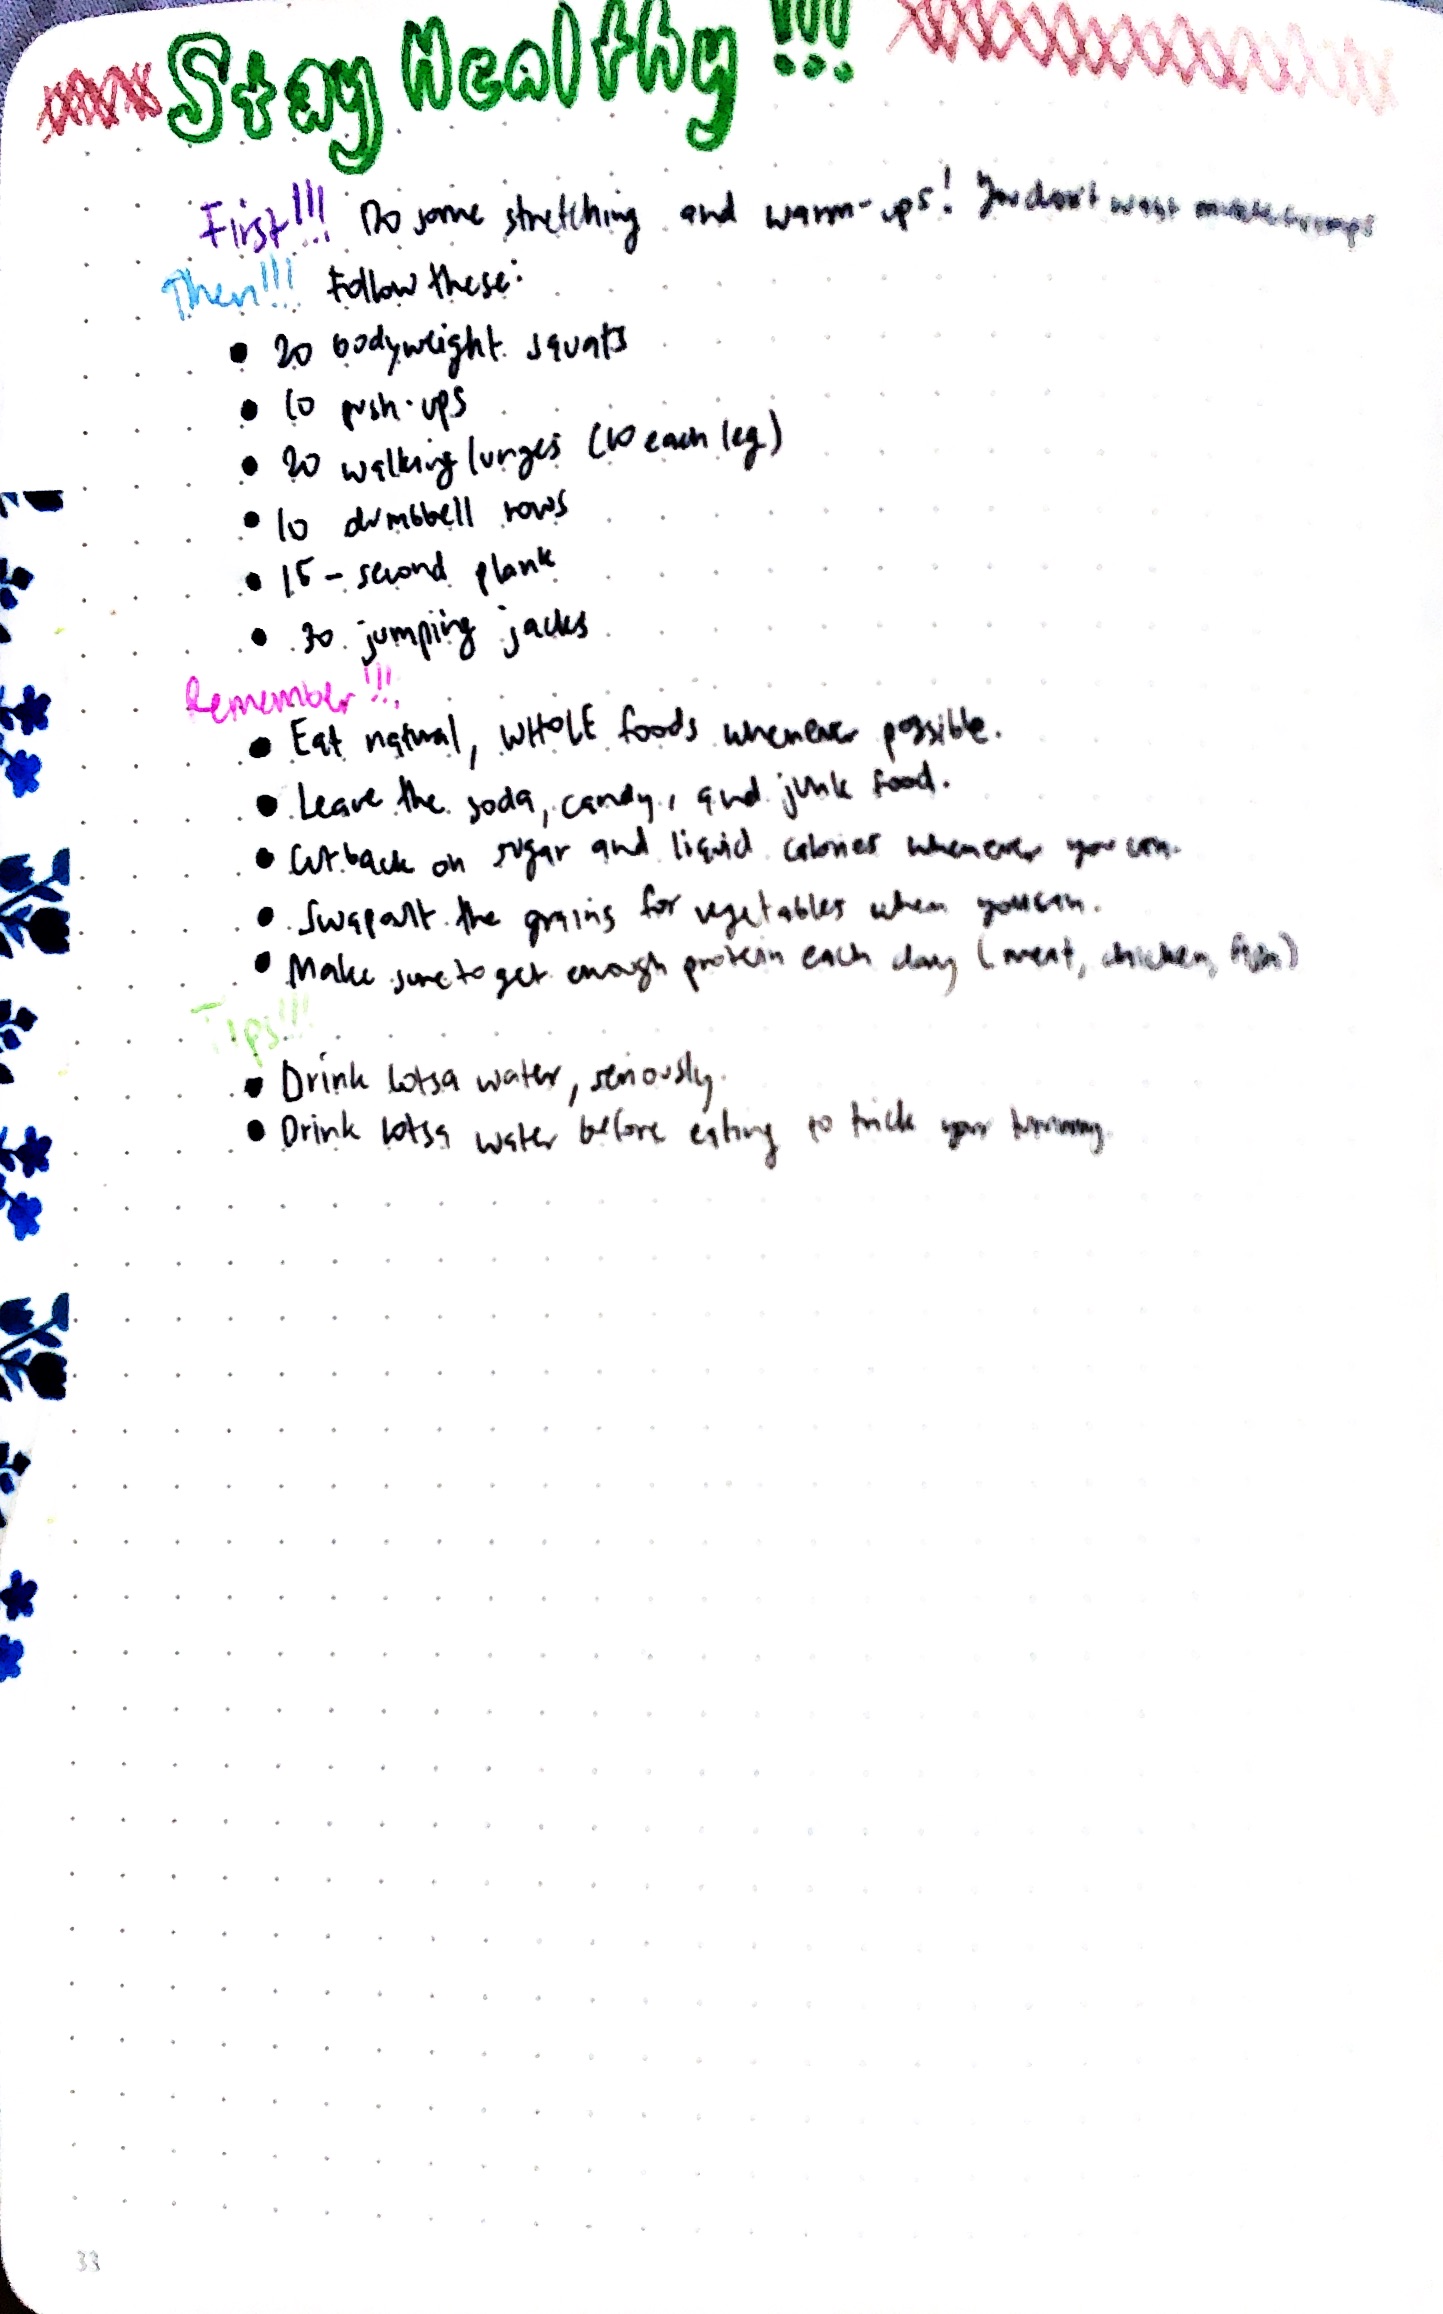 Stay Healthy !!!
First!!! Do some stretching and warm-ups! You don't want muscle cramps
Then!!! Follow these:
• 20 bodyweight squats
• 10 push-ups
• 20 walking lunges (10 each leg)
• 10 dumbbell rows
• 15-second plank
• 30 jumping jacks
Remember!!!
• Eat natural, WHOLE foods whenever possible.
• Leave the soda, candy, and junk food.
• Cut back on sugar and liquid calories whenever you can.
• Swap out the grains for vegetables when you can.
• Make sure to get enough protein each day (meat, chicken, fish)
Tips!!!
• Drink lotsa water, seriously.
• Drink lotsa water before eating to trick your
33